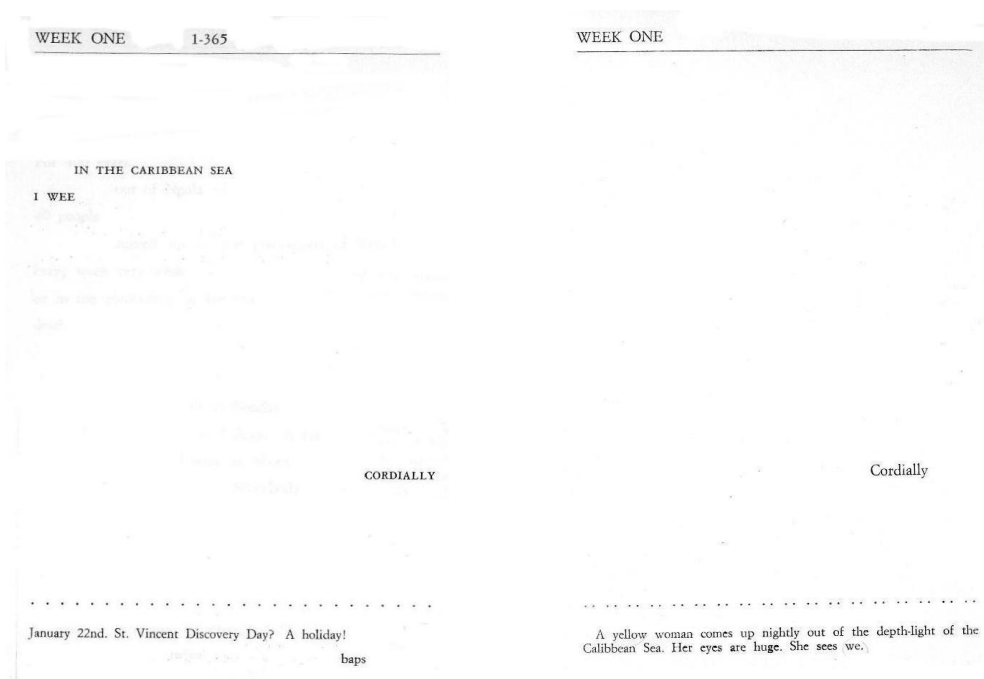 WEEK ONE 1-365
IN THE CARIBBEAN SEA
I WEE
CORDIALLY
. . . . . . . . . . . . . . . . . . . . . . . . . . . .
January 22nd. St. Vincent Discovery Day? A holiday!
baps
WEEK ONE
Cordially
.. .. .. .. .. .. .. .. .. .. .. .. .. .. .. .. .. ..
A yellow woman comes up nightly out of the depth-light of the
Calibbean Sea. Her eyes are huge. She sees we.